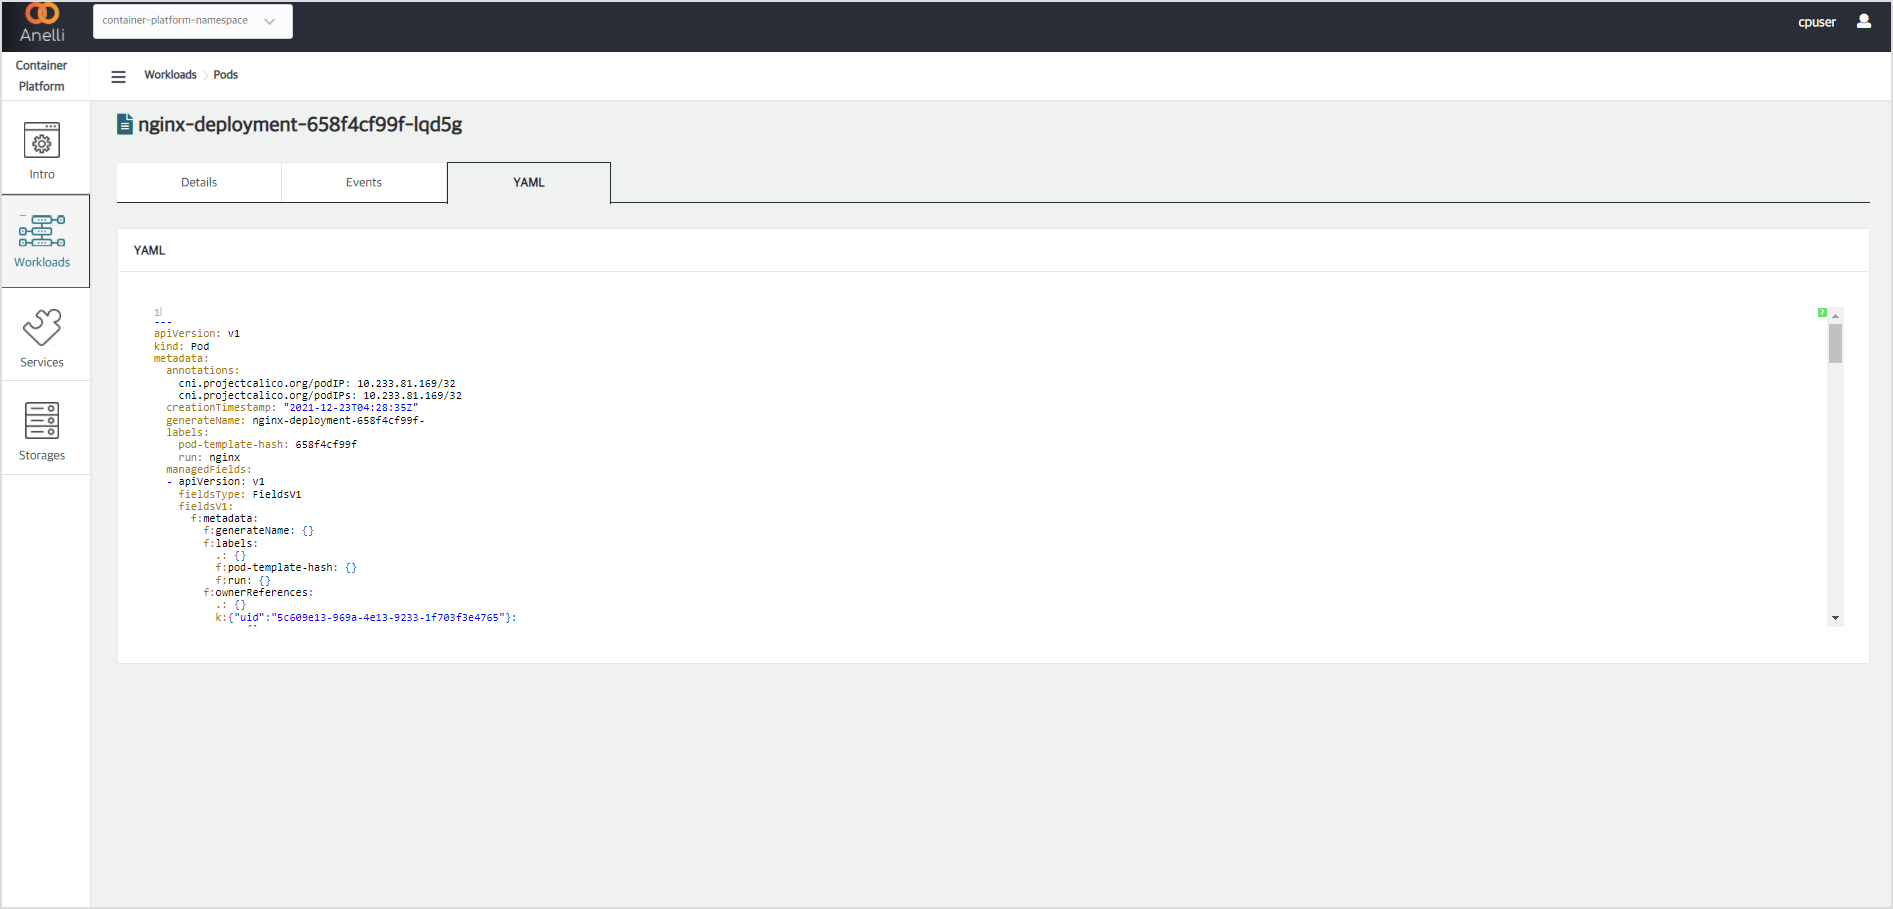 Anelli
container-platform-namespace
cpuser
Container
Platform
Workloads
Pods
nginx-deployment-658f4cf99f-lqd5g
Intro
Workloads
Services
Storages
Details
Events
YAML
YAML
1
---
apiVersion: v1
kind: Pod
metadata:
  annotations:
    cni.projectcalico.org/podIP: 10.233.81.169/32
    cni.projectcalico.org/podIPs: 10.233.81.169/32
  creationTimestamp: "2021-12-23T04:28:35Z"
  generateName: nginx-deployment-658f4cf99f-
  labels:
    pod-template-hash: 658f4cf99f
    run: nginx
  managedFields:
  - apiVersion: v1
    fieldsType: FieldsV1
    fieldsV1:
      f:metadata:
        f:generateName: {}
        f:labels:
          .: {}
          f:pod-template-hash: {}
          f:run: {}
        f:ownerReferences:
          .: {}
          k:{"uid":"5c609e13-969a-4e13-9233-1f703f3e4765"}:
?